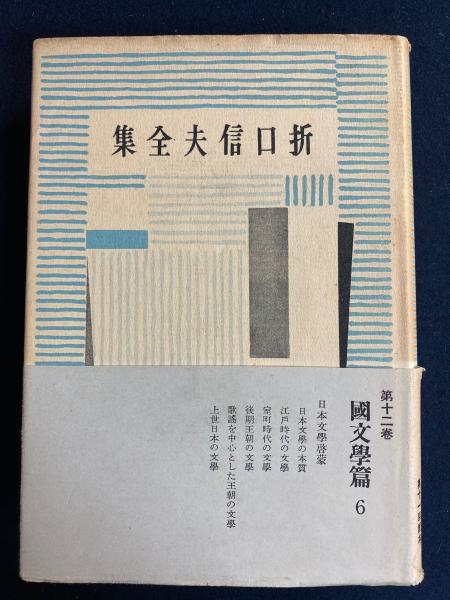 折口信夫全集
第十二巻
國文學篇 6
日本文學啓蒙
日本文學の本質
江戸時代の文學
室町時代の文學
後期王朝の文學
歌謠を中心とした王朝の文學
上世日本の文學